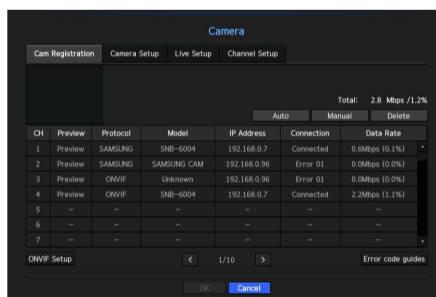 Camera
Cam Registration Camera Setup Live Setup Channel Setup
Total: 2.8 Mbps /1.2%
Auto Manual Delete
CH Preview Protocol Model IP Address Connection Data Rate
1 Preview SAMSUNG SNB-6004 192.168.0.7 Connected 0.6Mbps (0.1%)
2 Preview SAMSUNG SAMSUNG CAM 192.168.0.96 Error 01 0.0Mbps (0.0%)
3 Preview ONVIF Unknown 192.168.0.96 Error 01 0.0Mbps (0.0%)
4 Preview ONVIF SNB-6004 192.168.0.7 Connected 2.2Mbps (1.1%)
5 - - - - - -
6 - - - - - -
7 - - - - - -
ONVIF Setup < 1/10 > Error code guides
OK Cancel